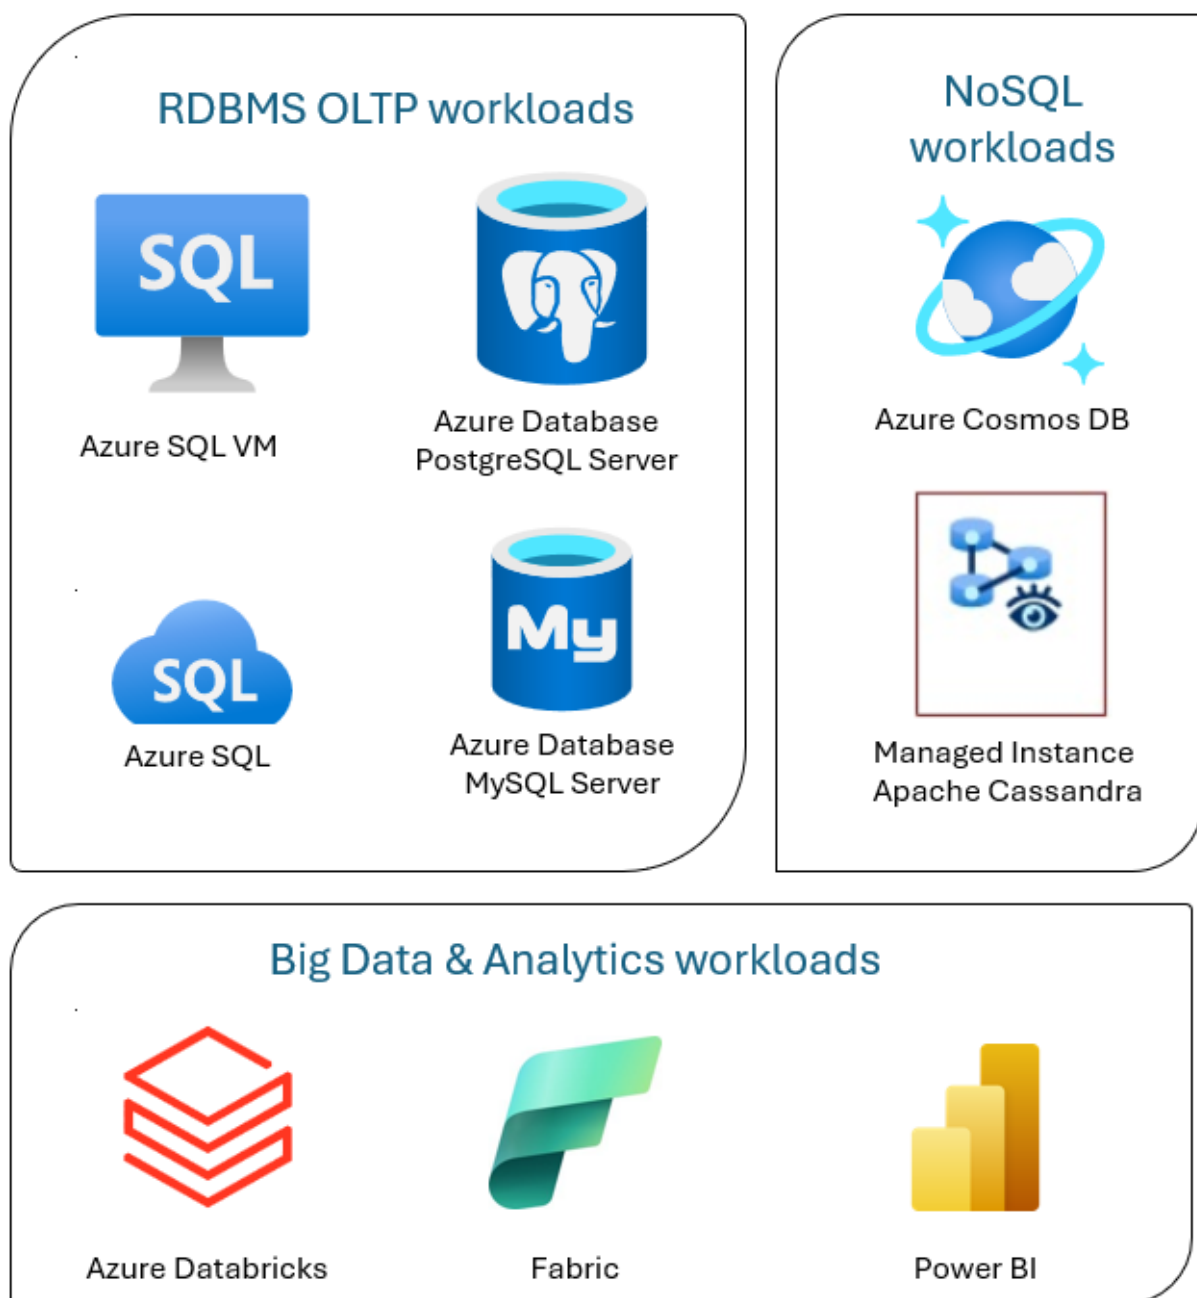 RDBMS OLTP workloads
SQL
Azure SQL VM
Azure Database
PostgreSQL Server
SQL
Azure SQL
My
Azure Database
MySQL Server
NoSQL
workloads
Azure Cosmos DB
Managed Instance
Apache Cassandra
Big Data & Analytics workloads
Azure Databricks
Fabric
Power BI